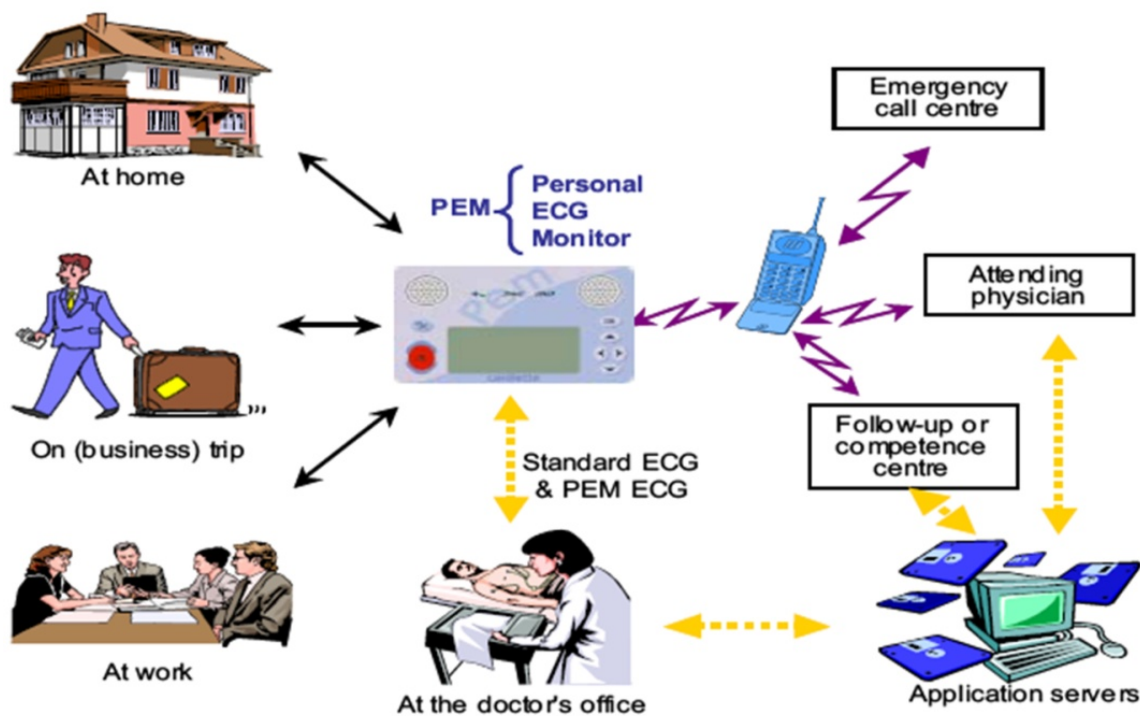 Emergency
call centre
At home
PEM
Personal
ECG
Monitor
Attending
physician
pem
On (business) trip
Follow-up or
competence
centre
Standard ECG
& PEM ECG
At work
At the doctor's office
Application servers